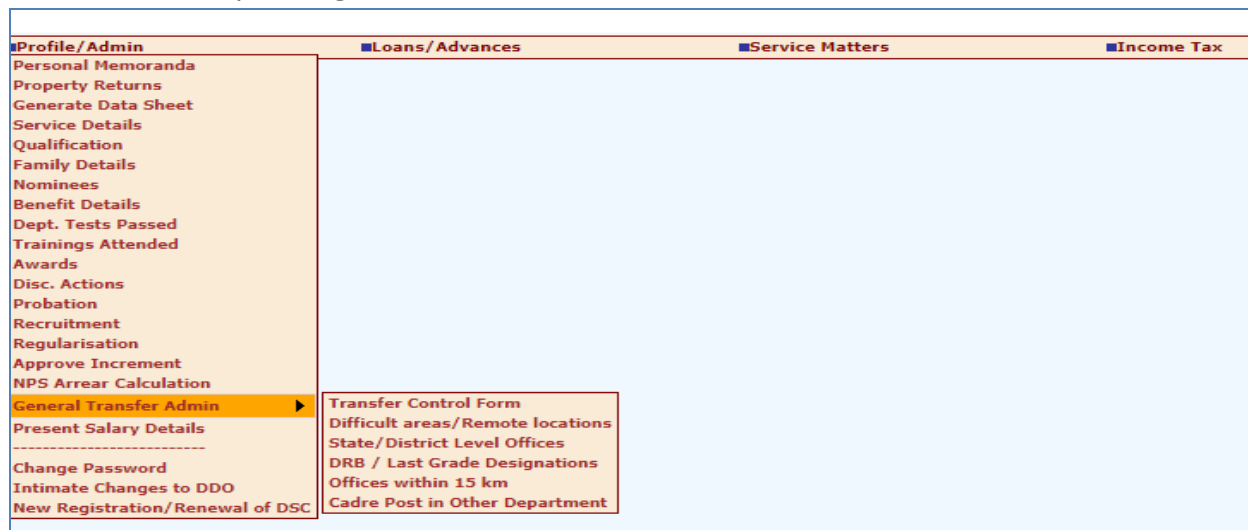 Profile/Admin Loans/Advances Service Matters Income Tax
Personal Memoranda
Property Returns
Generate Data Sheet
Service Details
Qualification
Family Details
Nominees
Benefit Details
Dept. Tests Passed
Trainings Attended
Awards
Disc. Actions
Probation
Recruitment
Regularisation
Approve Increment
NPS Arrear Calculation
General Transfer Admin
Present Salary Details
--------------------------
Change Password
Intimate Changes to DDO
New Registration/Renewal of DSC
Transfer Control Form
Difficult areas/Remote locations
State/District Level Offices
DRB / Last Grade Designations
Offices within 15 km
Cadre Post in Other Department